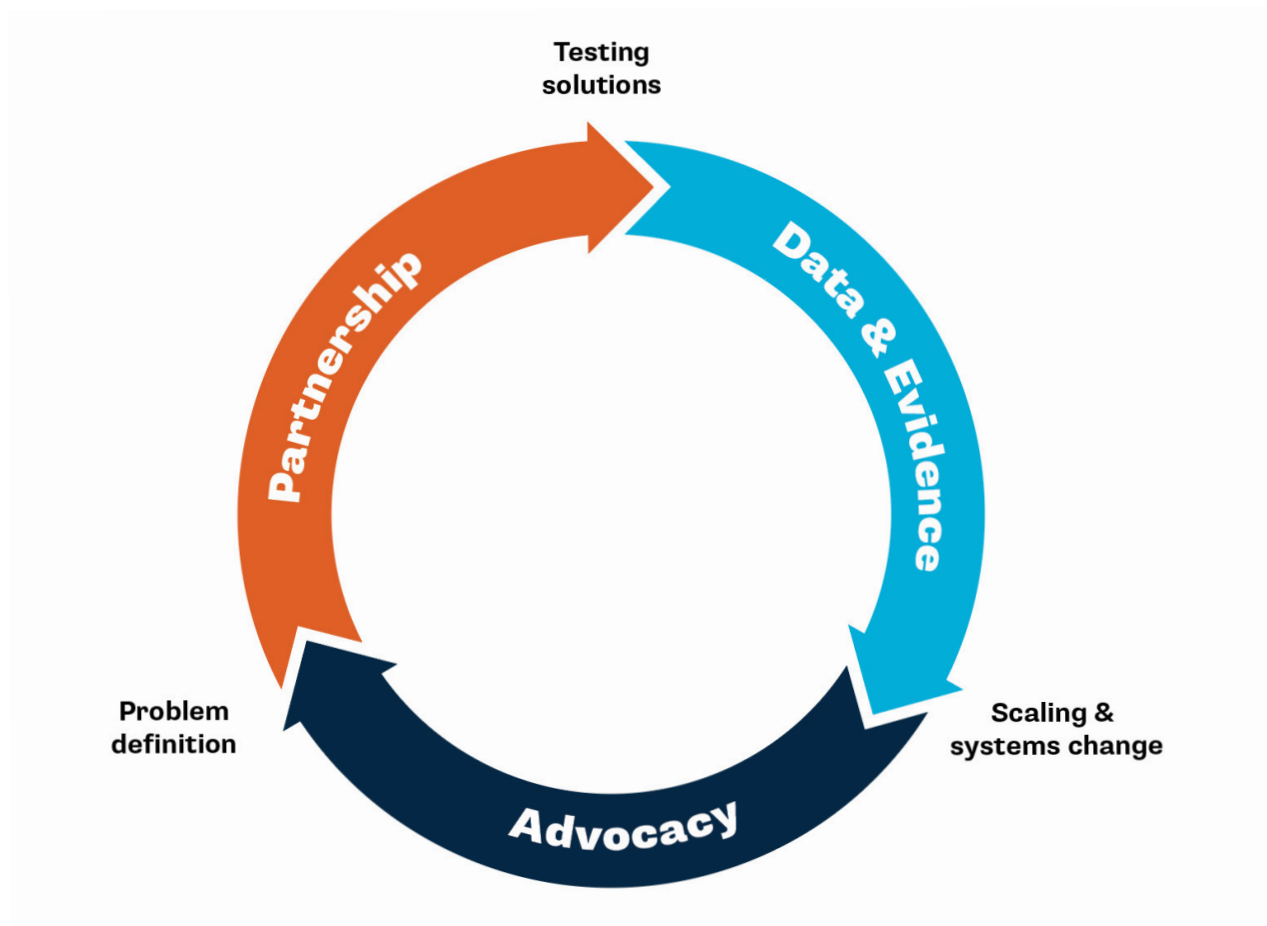 Testing
solutions
Partnership
Data & Evidence
Problem
definition
Scaling &
systems change
Advocacy